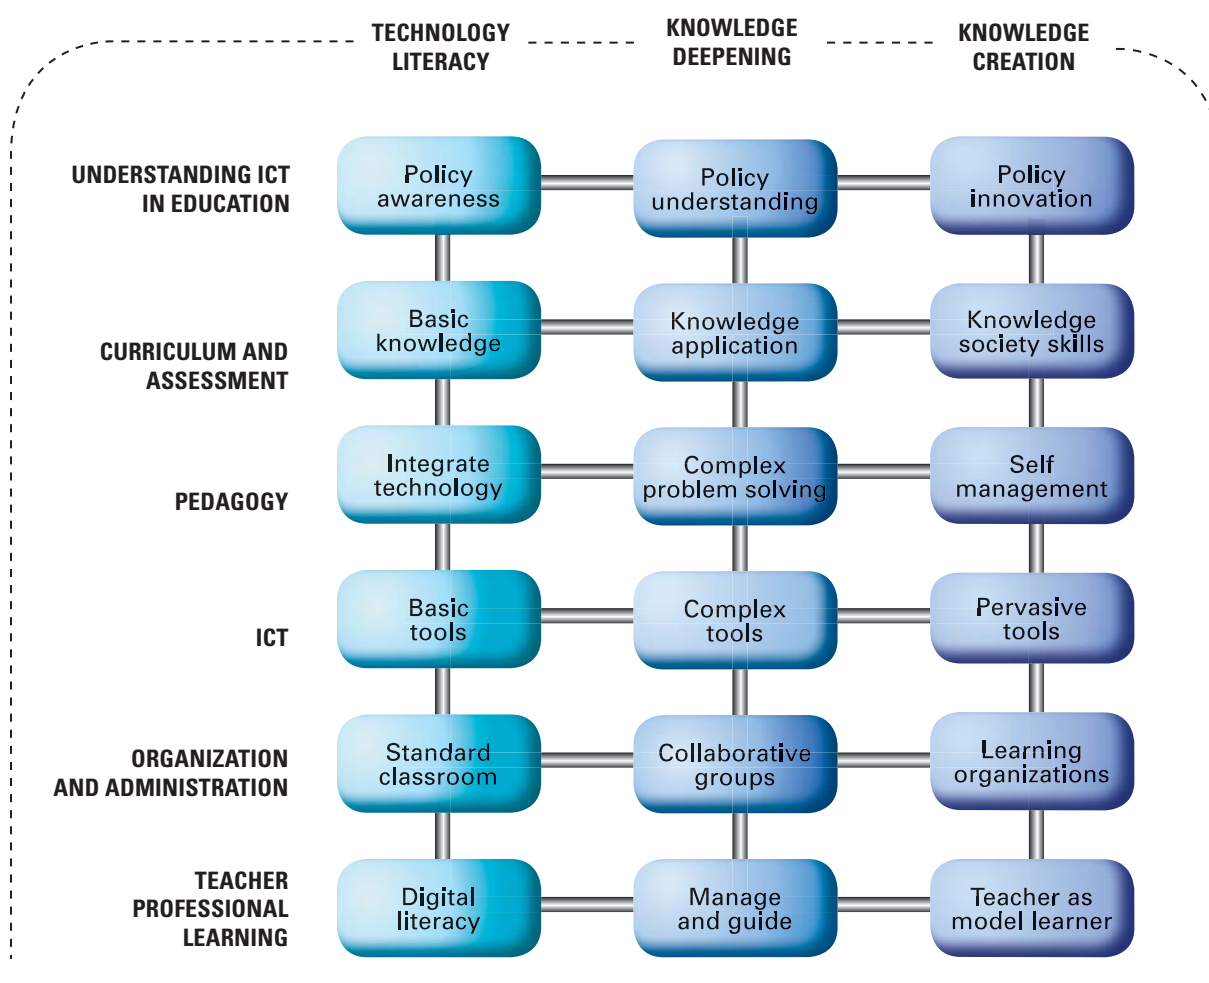 TECHNOLOGY
LITERACY
KNOWLEDGE
DEEPENING
KNOWLEDGE
CREATION
UNDERSTANDING ICT
IN EDUCATION
Policy
awareness
Policy
understanding
Policy
innovation
CURRICULUM AND
ASSESSMENT
Basic
knowledge
Knowledge
application
Knowledge
society skills
PEDAGOGY
Integrate
technology
Complex
problem solving
Self
management
ICT
Basic
tools
Complex
tools
Pervasive
tools
ORGANIZATION
AND ADMINISTRATION
Standard
classroom
Collaborative
groups
Learning
organizations
TEACHER
PROFESSIONAL
LEARNING
Digital
literacy
Manage
and guide
Teacher as
model learner